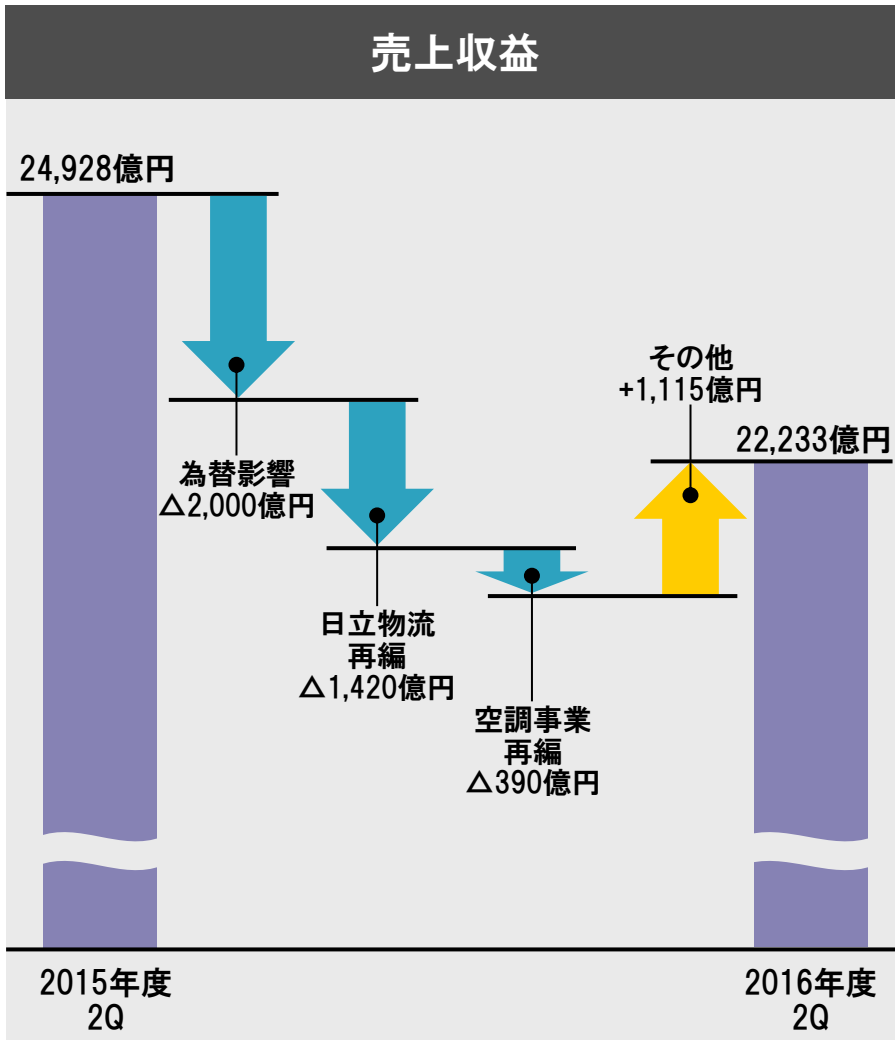 売上収益
24,928億円
為替影響
△2,000億円
日立物流
再編
△1,420億円
空調事業
再編
△390億円
その他
+1,115億円
22,233億円
2015年度
2Q
2016年度
2Q